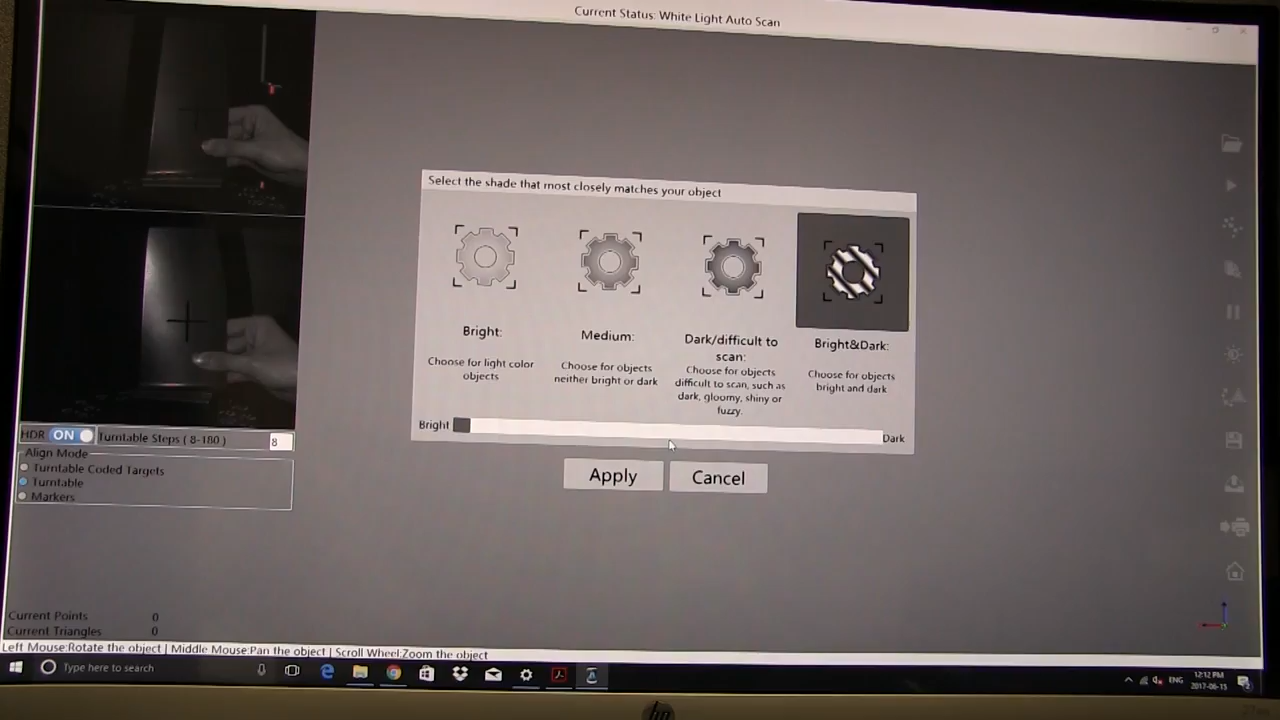 Current Status: White Light Auto Scan
Select the shade that most closely matches your object
Bright:
Choose for light color
objects
Medium:
Choose for objects
neither bright or dark
Dark/difficult to
scan:
Choose for objects
difficult to scan, such as
dark, gloomy, shiny or
fuzzy.
Bright&Dark:
Choose for objects
bright and dark
Bright
Dark
Apply
Cancel
HDR ON Turntable Steps ( 8-180 ) 8
Align Mode
Turntable Coded Targets
Turntable
Markers
Current Points 0
Current Triangles 0
Left Mouse:Rotate the object | Middle Mouse:Pan the object | Scroll Wheel:Zoom the object
Type here to search
ENG
12:12 PM
2017-06-15
hp